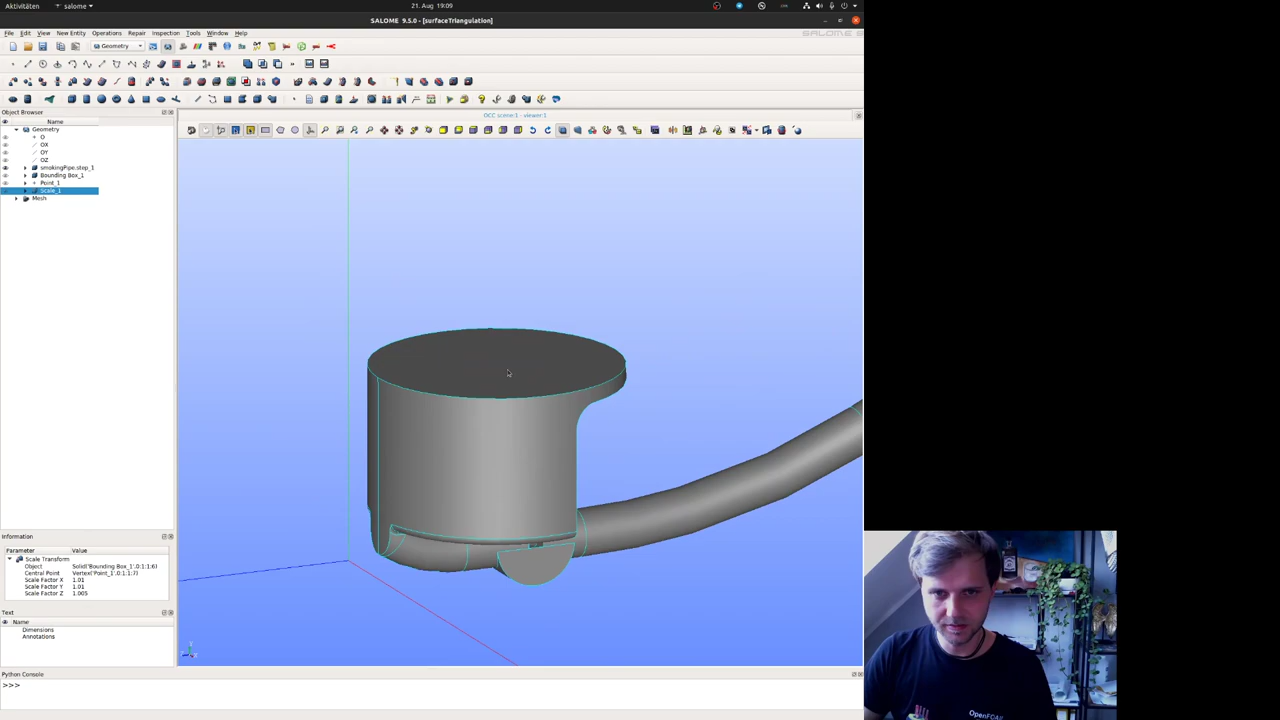 Aktivitäten
salome
21. Aug 19:09
SALOME 9.5.0 - [surfaceTriangulation]
File Edit View New Entity Operations Repair Inspection Tools Window Help
Geometry
Object Browser
OCC scene:1 - viewer:1
Name
Geometry
O
OX
OY
OZ
smokingPipe.step_1
Bounding Box_1
Point_1
Scale_1
Mesh
Information
Parameter Value
Scale Transform
Object Solid('Bounding Box_1':0:1:1:6)
Central Point Vertex('Point_1':0:1:1:7)
Scale Factor X 1.01
Scale Factor Y 1.01
Scale Factor Z 1.005
Text
Name
Dimensions
Annotations
Python Console
>>>